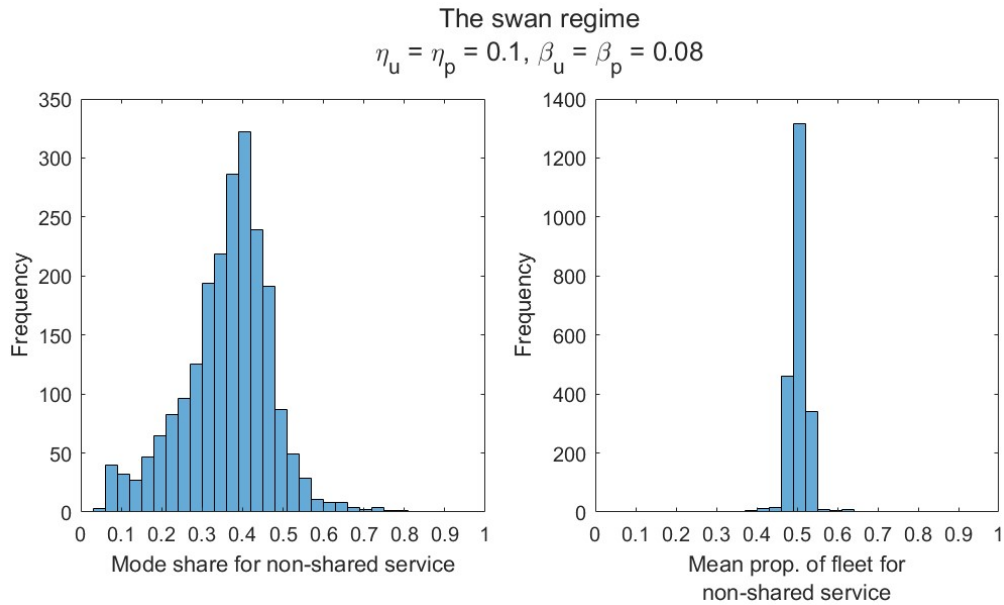 The swan regime
η_u = η_p = 0.1, β_u = β_p = 0.08
350
300
250
200
150
100
50
0
Frequency
0 0.1 0.2 0.3 0.4 0.5 0.6 0.7 0.8 0.9 1
Mode share for non-shared service
1400
1200
1000
800
600
400
200
0
Frequency
0 0.1 0.2 0.3 0.4 0.5 0.6 0.7 0.8 0.9 1
Mean prop. of fleet for
non-shared service